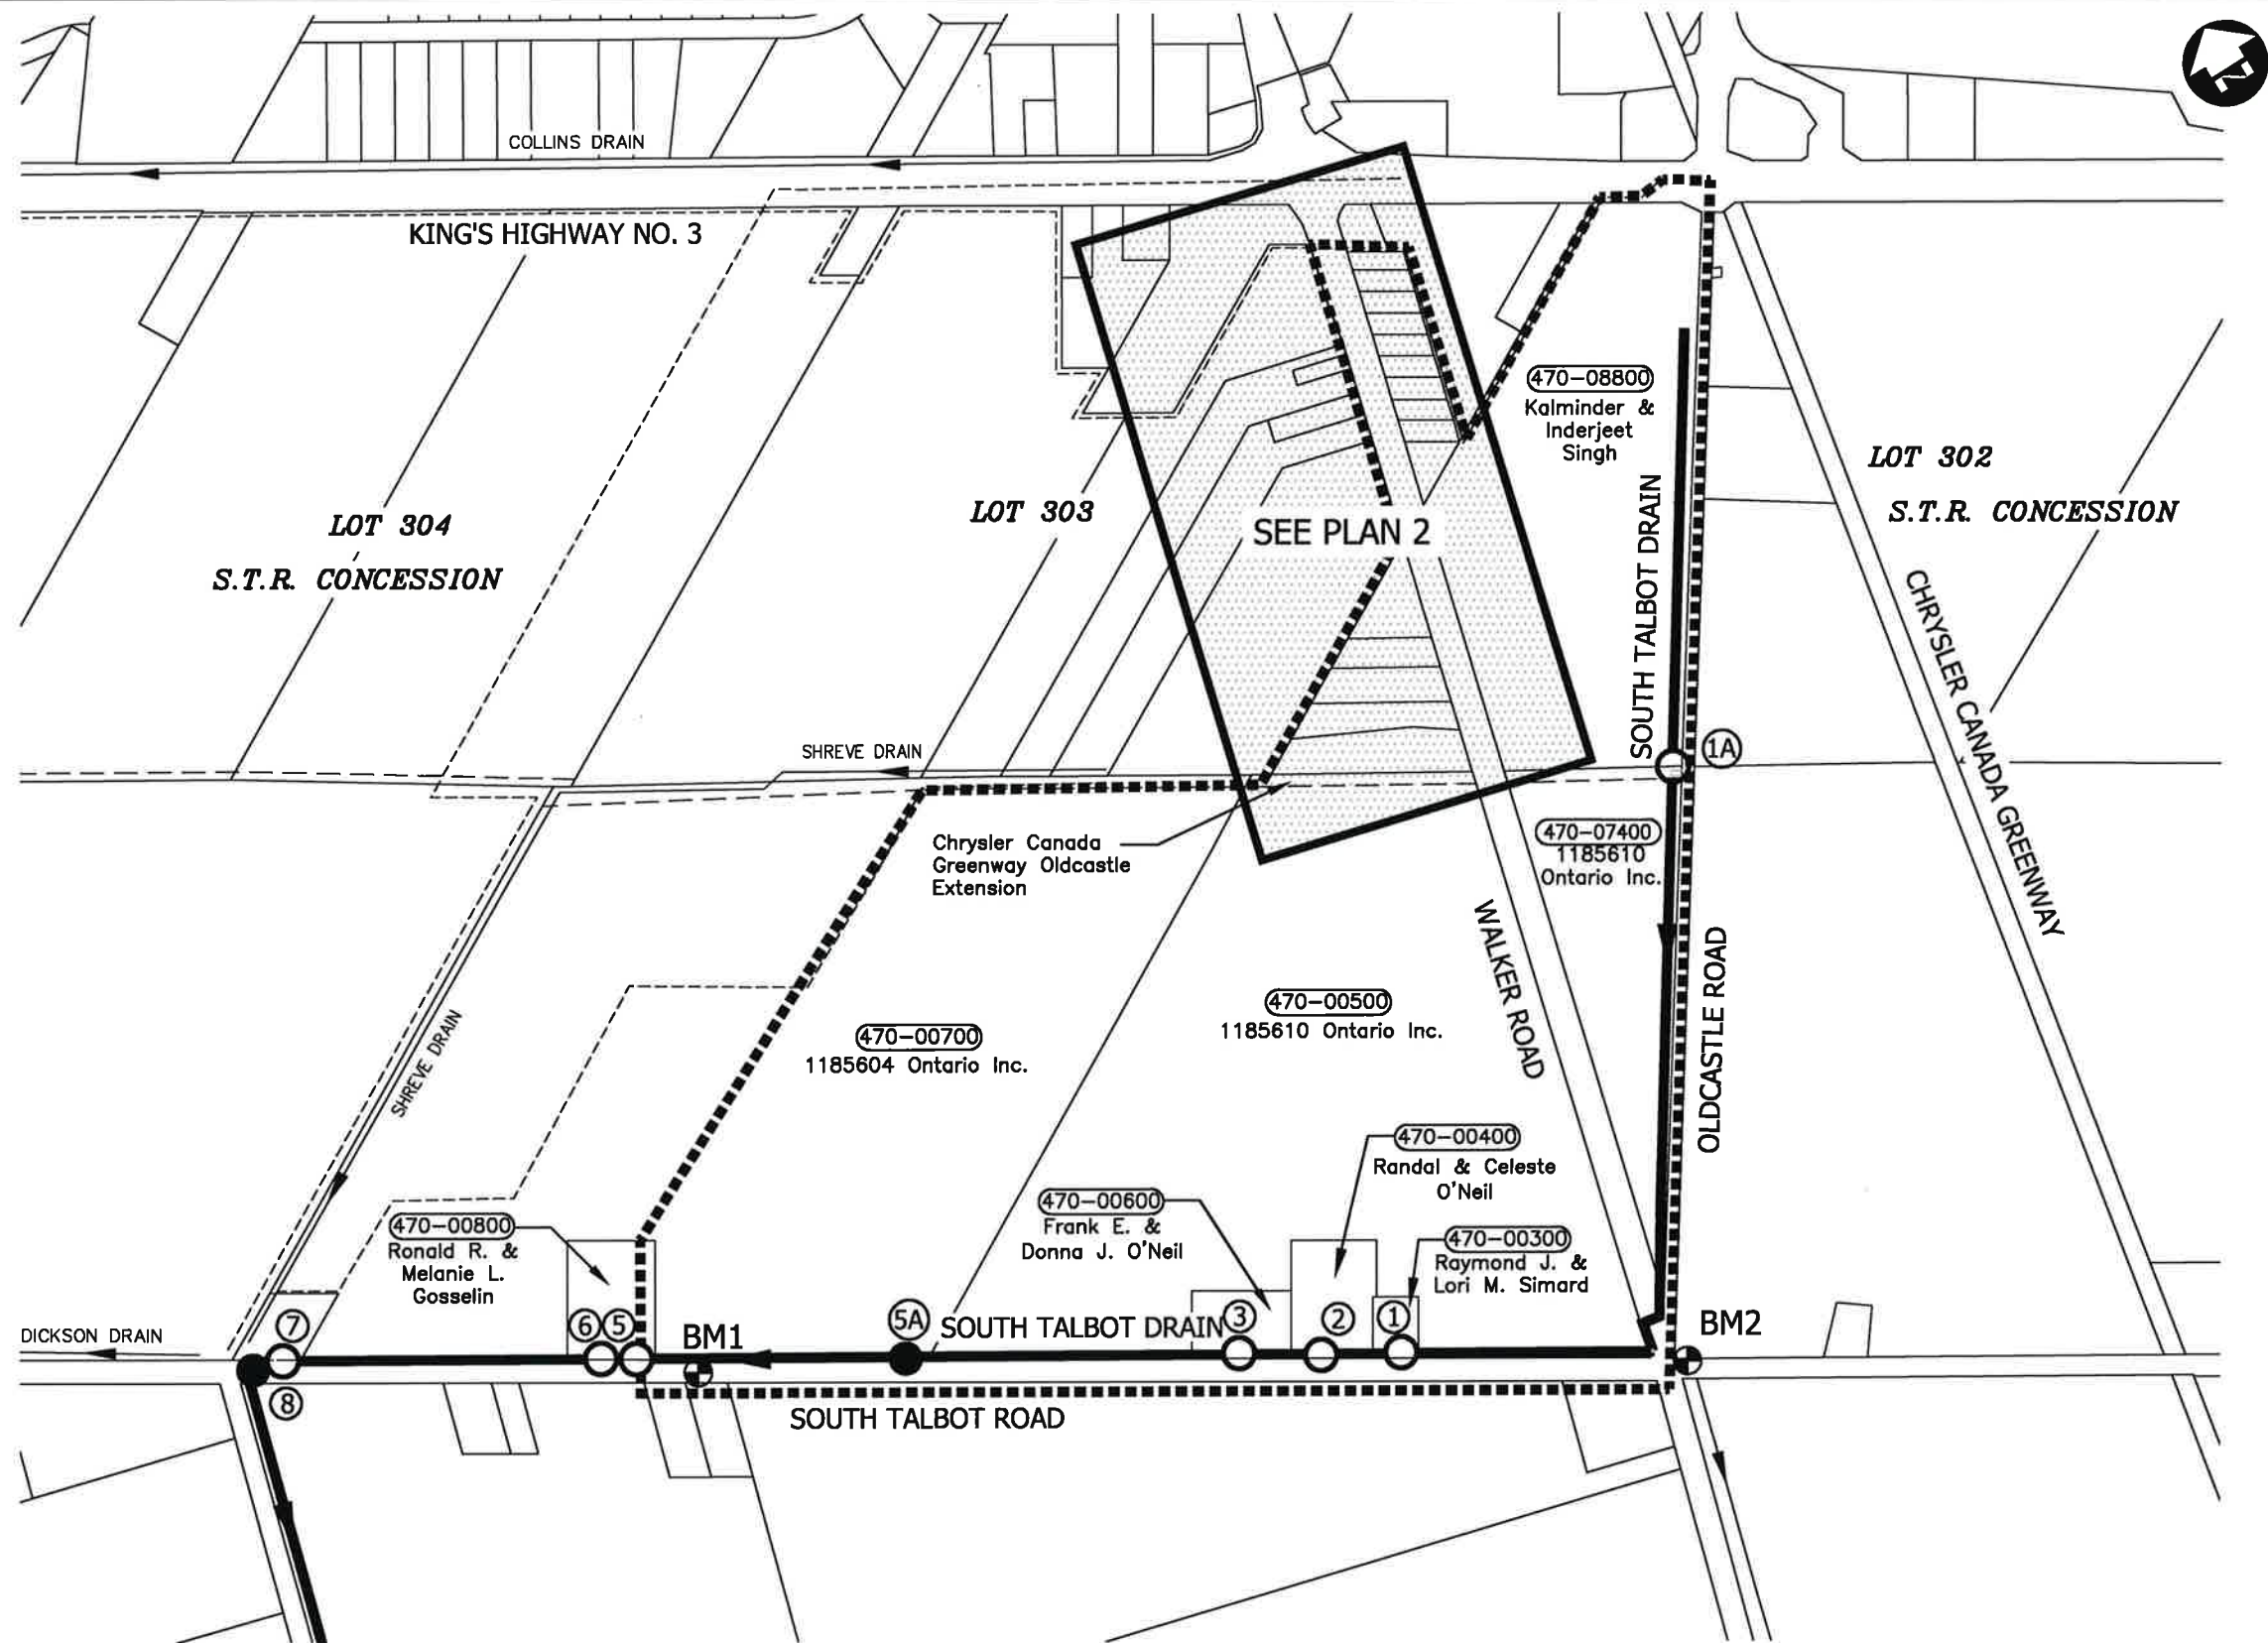 COLLINS DRAIN
KING'S HIGHWAY NO. 3
470-08800
Kalminder &
Inderjeet
Singh
LOT 302
S.T.R. CONCESSION
LOT 303
LOT 304
S.T.R. CONCESSION
SEE PLAN 2
SOUTH TALBOT DRAIN
CHRYSLER CANADA GREENWAY
SHREVE DRAIN
1A
Chrysler Canada
Greenway Oldcastle
Extension
470-07400
1185610
Ontario Inc.
WALKER ROAD
OLDCASTLE ROAD
470-00500
1185610 Ontario Inc.
470-00700
1185604 Ontario Inc.
SHREVE DRAIN
470-00400
Randal & Celeste
O'Neil
470-00600
Frank E. &
Donna J. O'Neil
470-00800
Ronald R. &
Melanie L.
Gosselin
470-00300
Raymond J. &
Lori M. Simard
DICKSON DRAIN
7
6
5
BM1
5A
SOUTH TALBOT DRAIN
3
2
1
BM2
8
SOUTH TALBOT ROAD